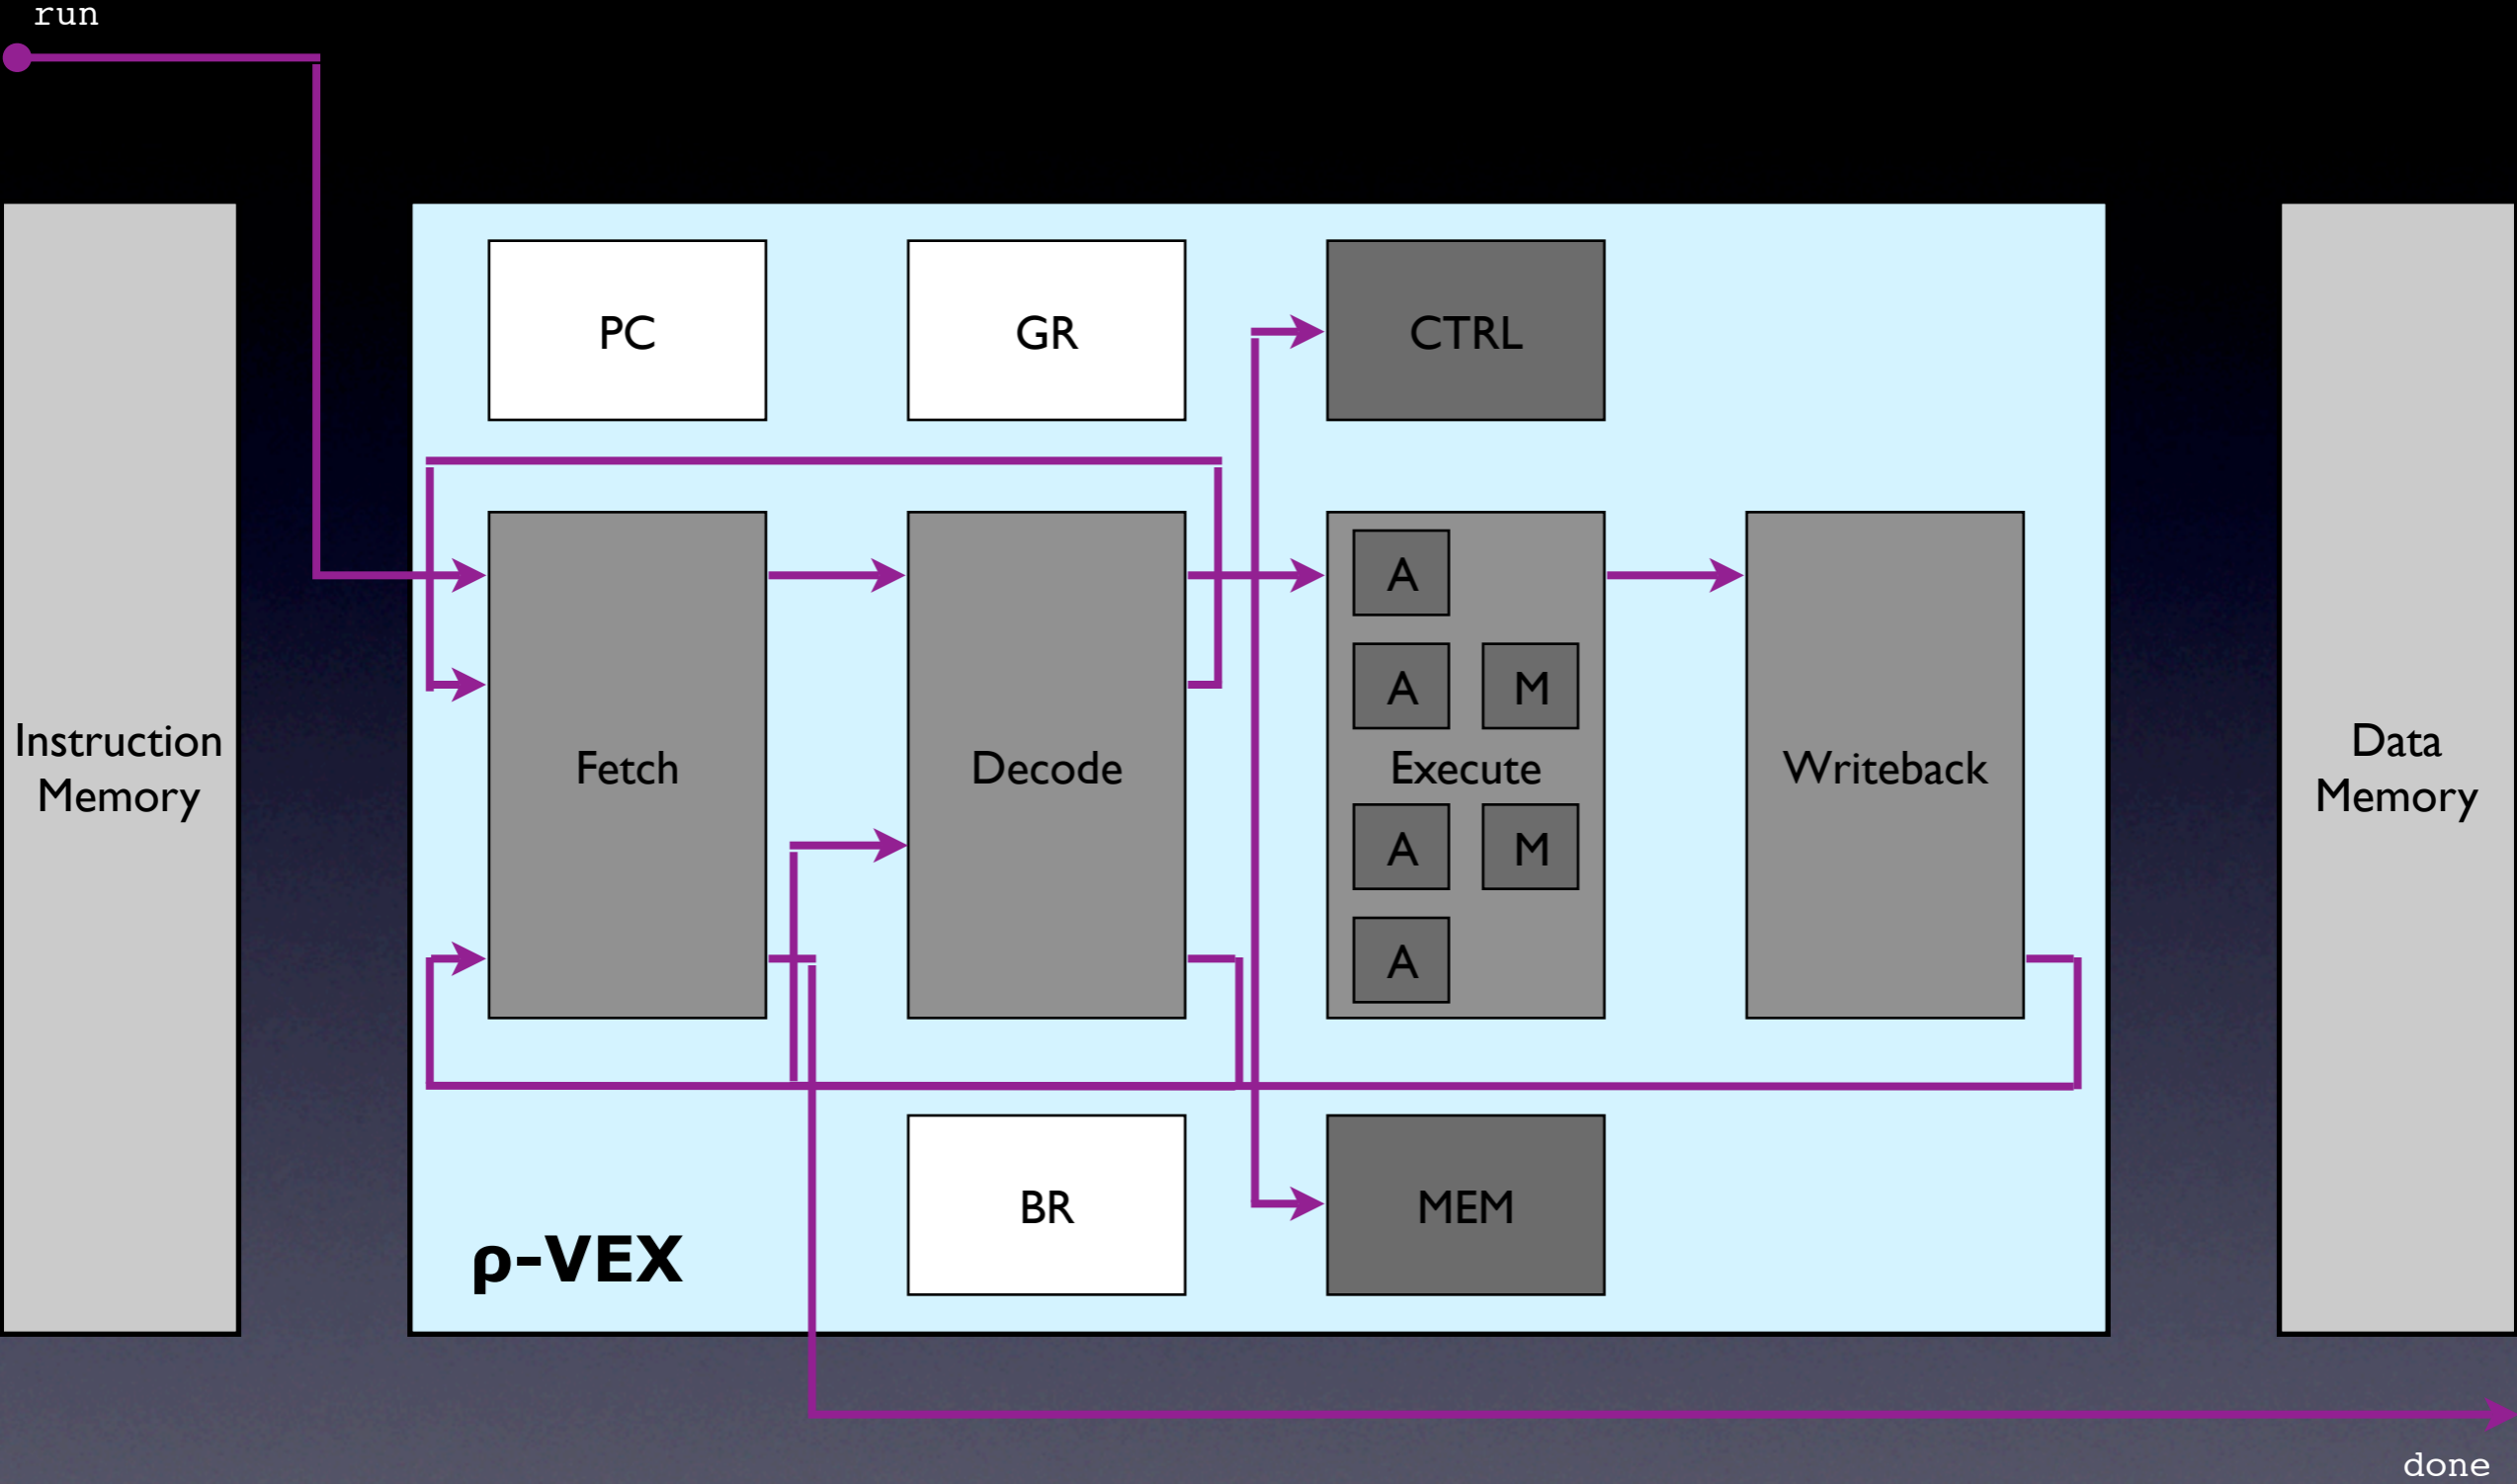 run
PC
GR
CTRL
A
A
M
Instruction
Memory
Fetch
Decode
Execute
Writeback
Data
Memory
A
M
A
BR
MEM
ρ-VEX
done